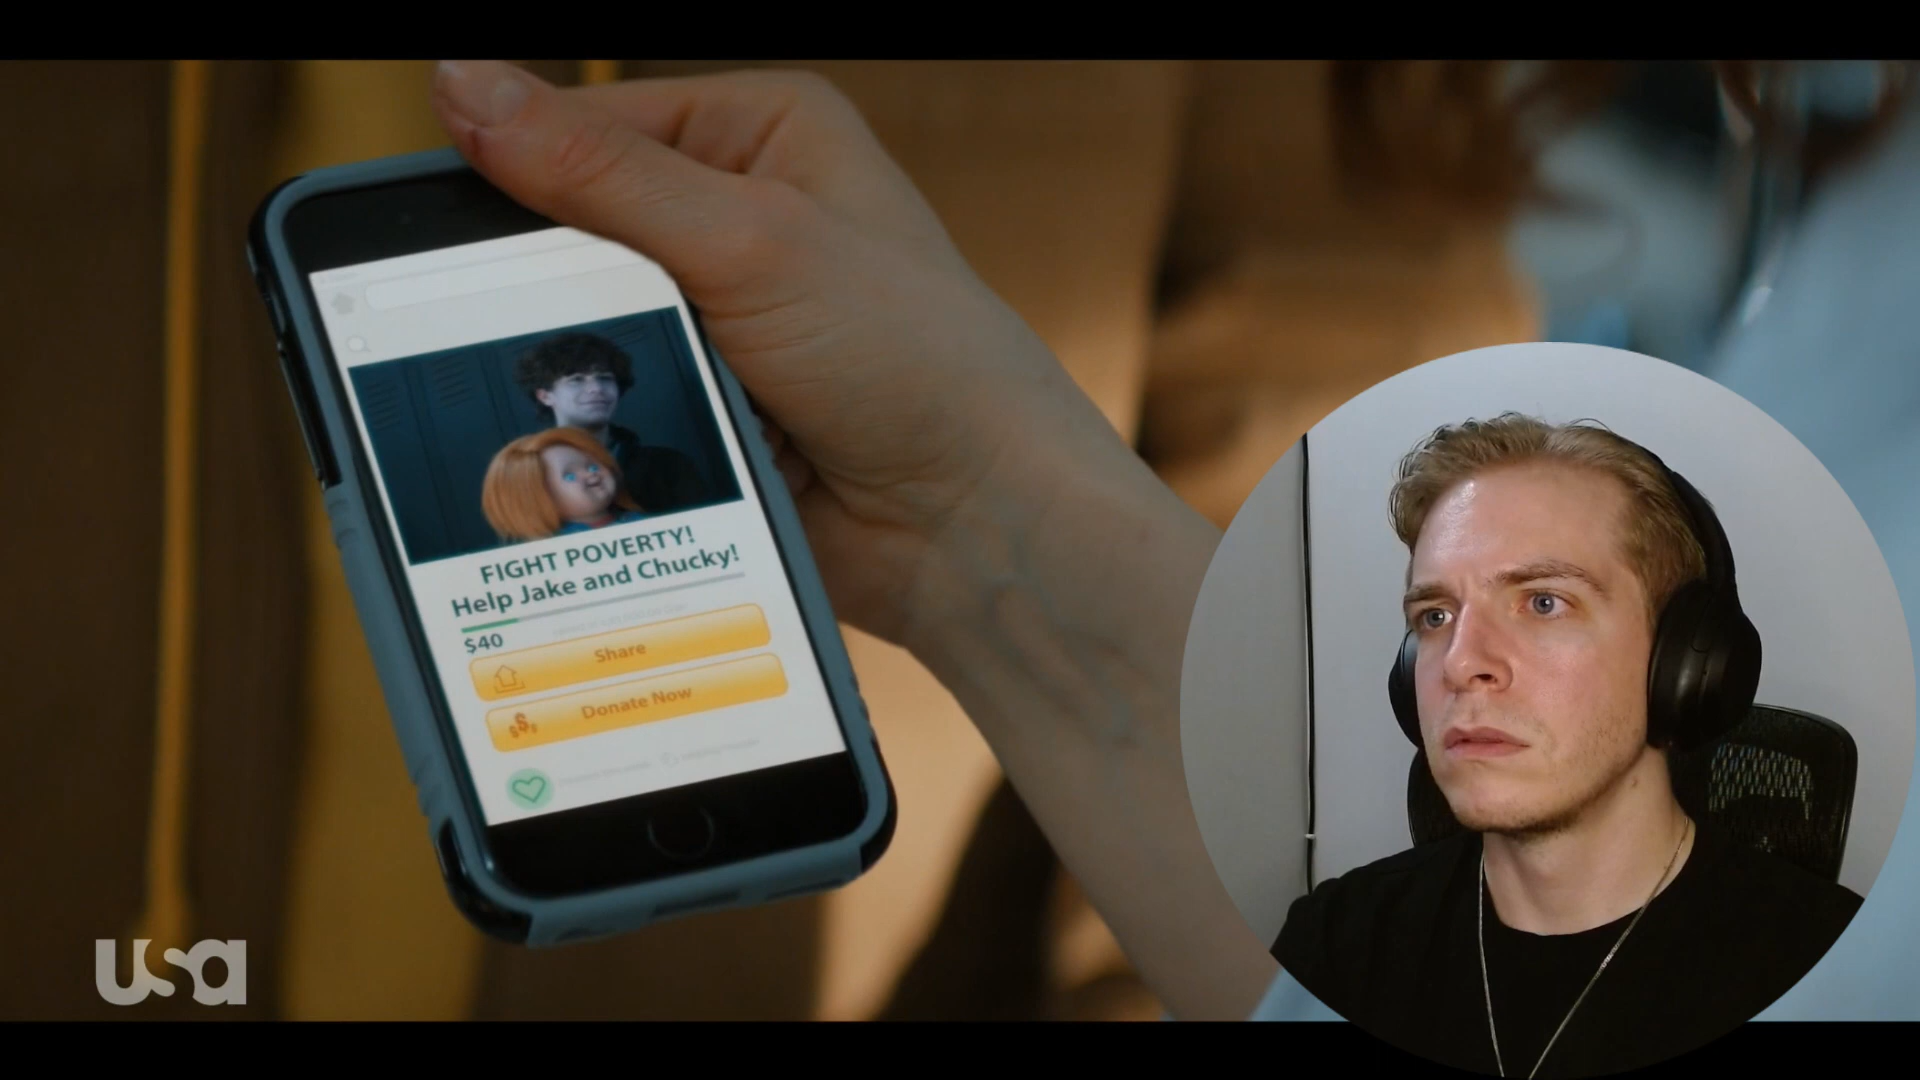 FIGHT POVERTY!
Help Jake and Chucky!
$40
Share
Donate Now
usa